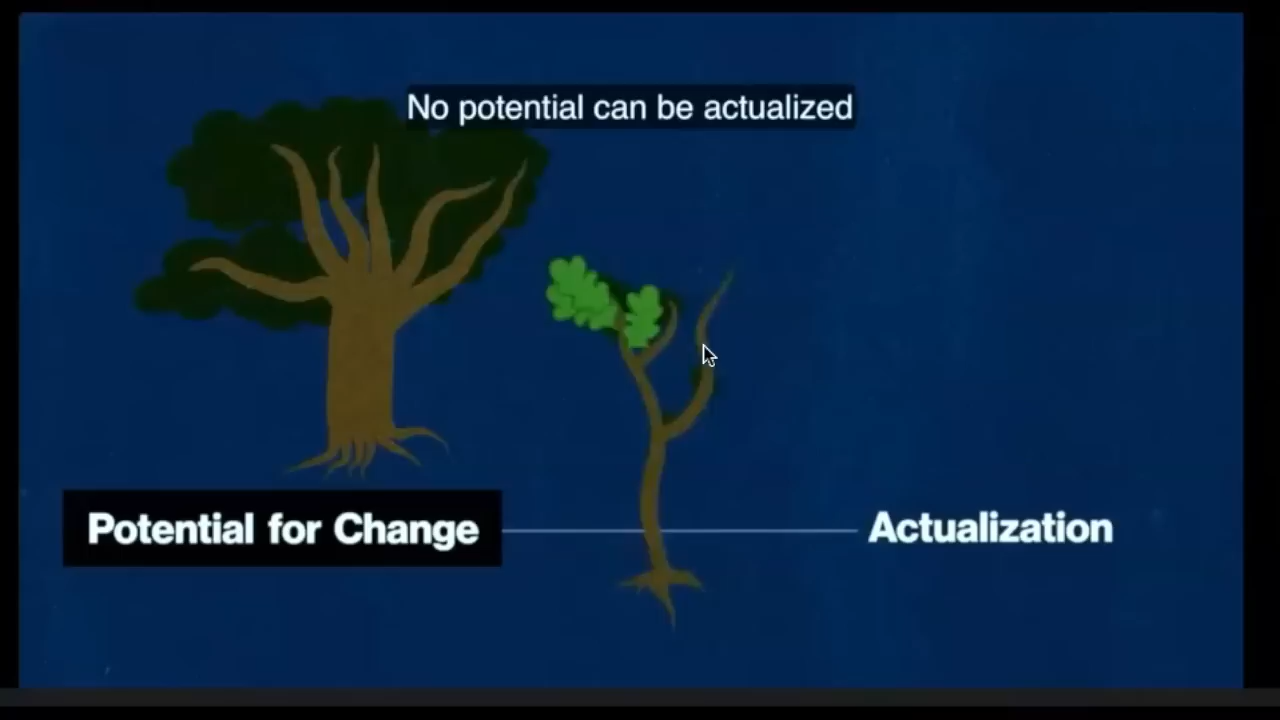 No potential can be actualized
Potential for Change
Actualization